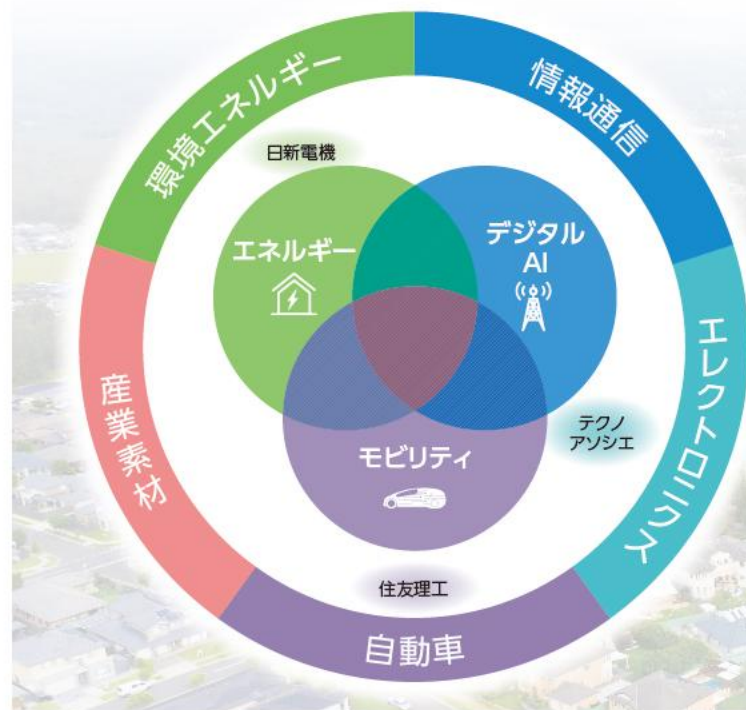 環境エネルギー
情報通信
日新電機
エネルギー
デジタル
AI
エレクトロニクス
産業素材
テクノ
アソシエ
モビリティ
住友理工
自動車